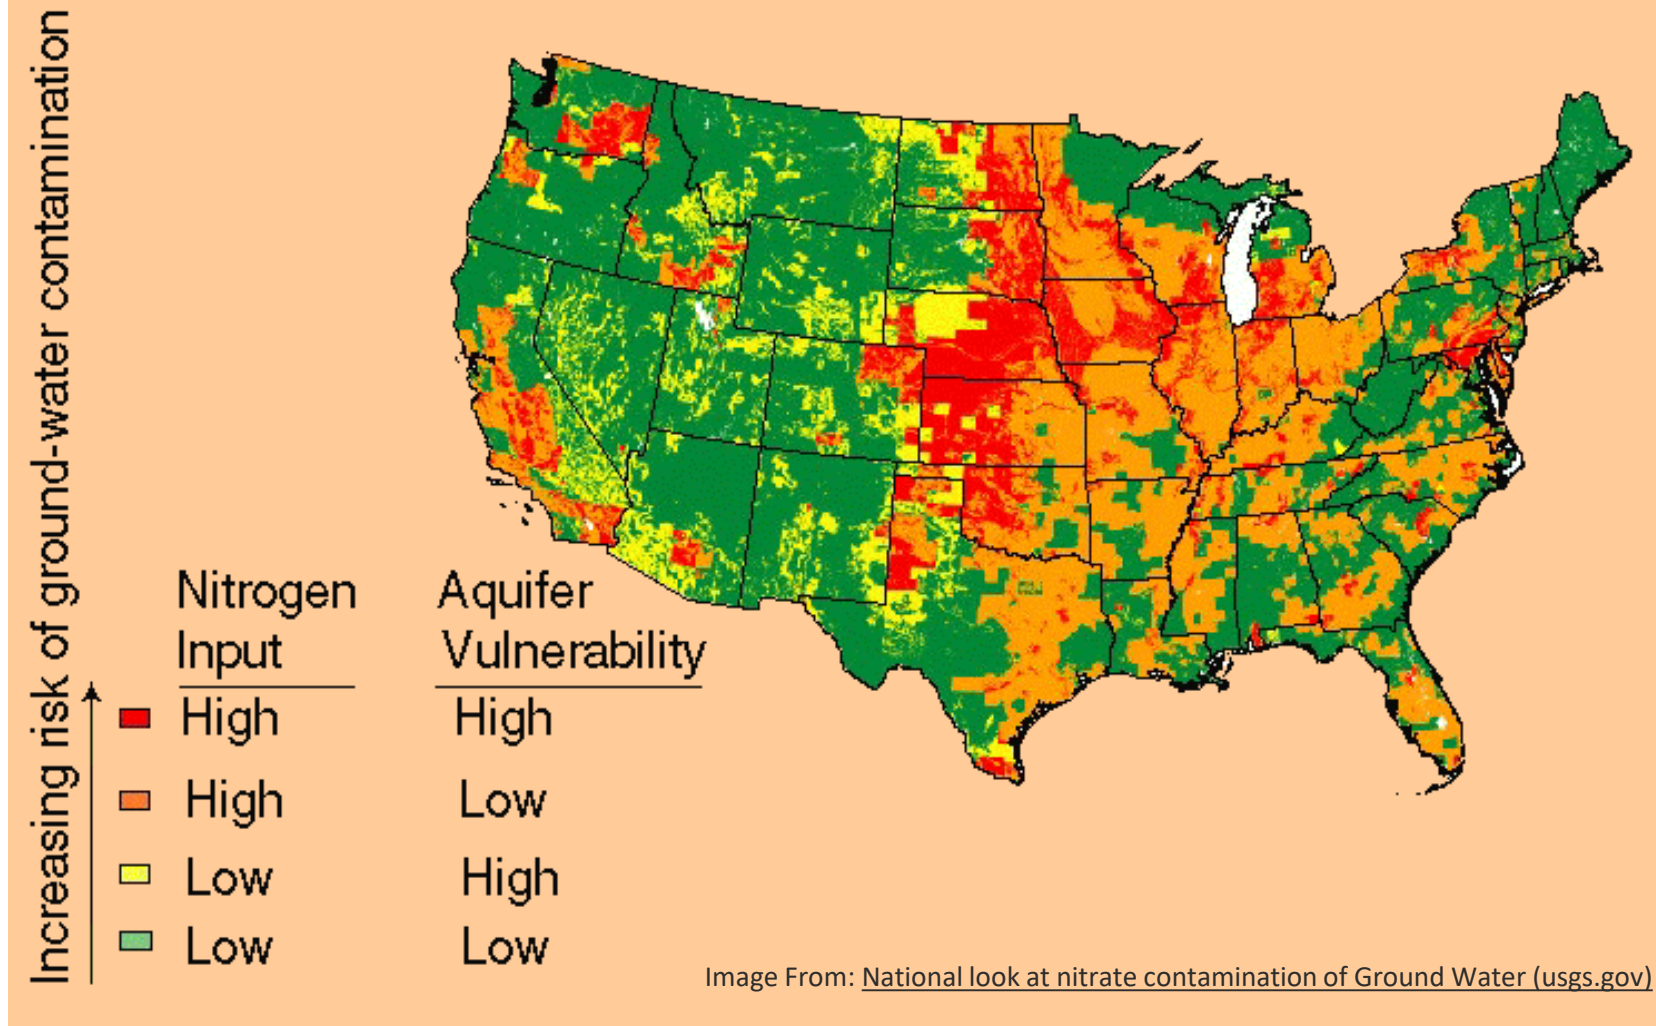 Increasing risk of ground-water contamination
Nitrogen Aquifer
Input Vulnerability
High High
High Low
Low High
Low Low
Image From: National look at nitrate contamination of Ground Water (usgs.gov)